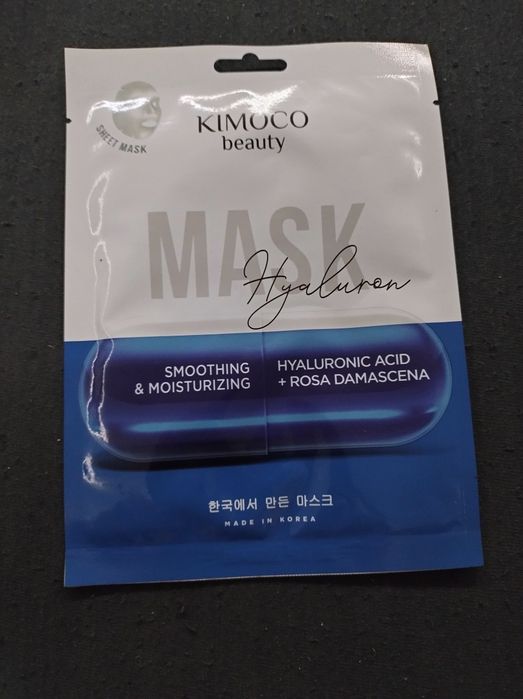 SHEET MASK
KIMOCO
beauty
MASK
Hyaluron
SMOOTHING
& MOISTURIZING
HYALURONIC ACID
+ ROSA DAMASCENA
한국에서 만든 마스크
MADE IN KOREA